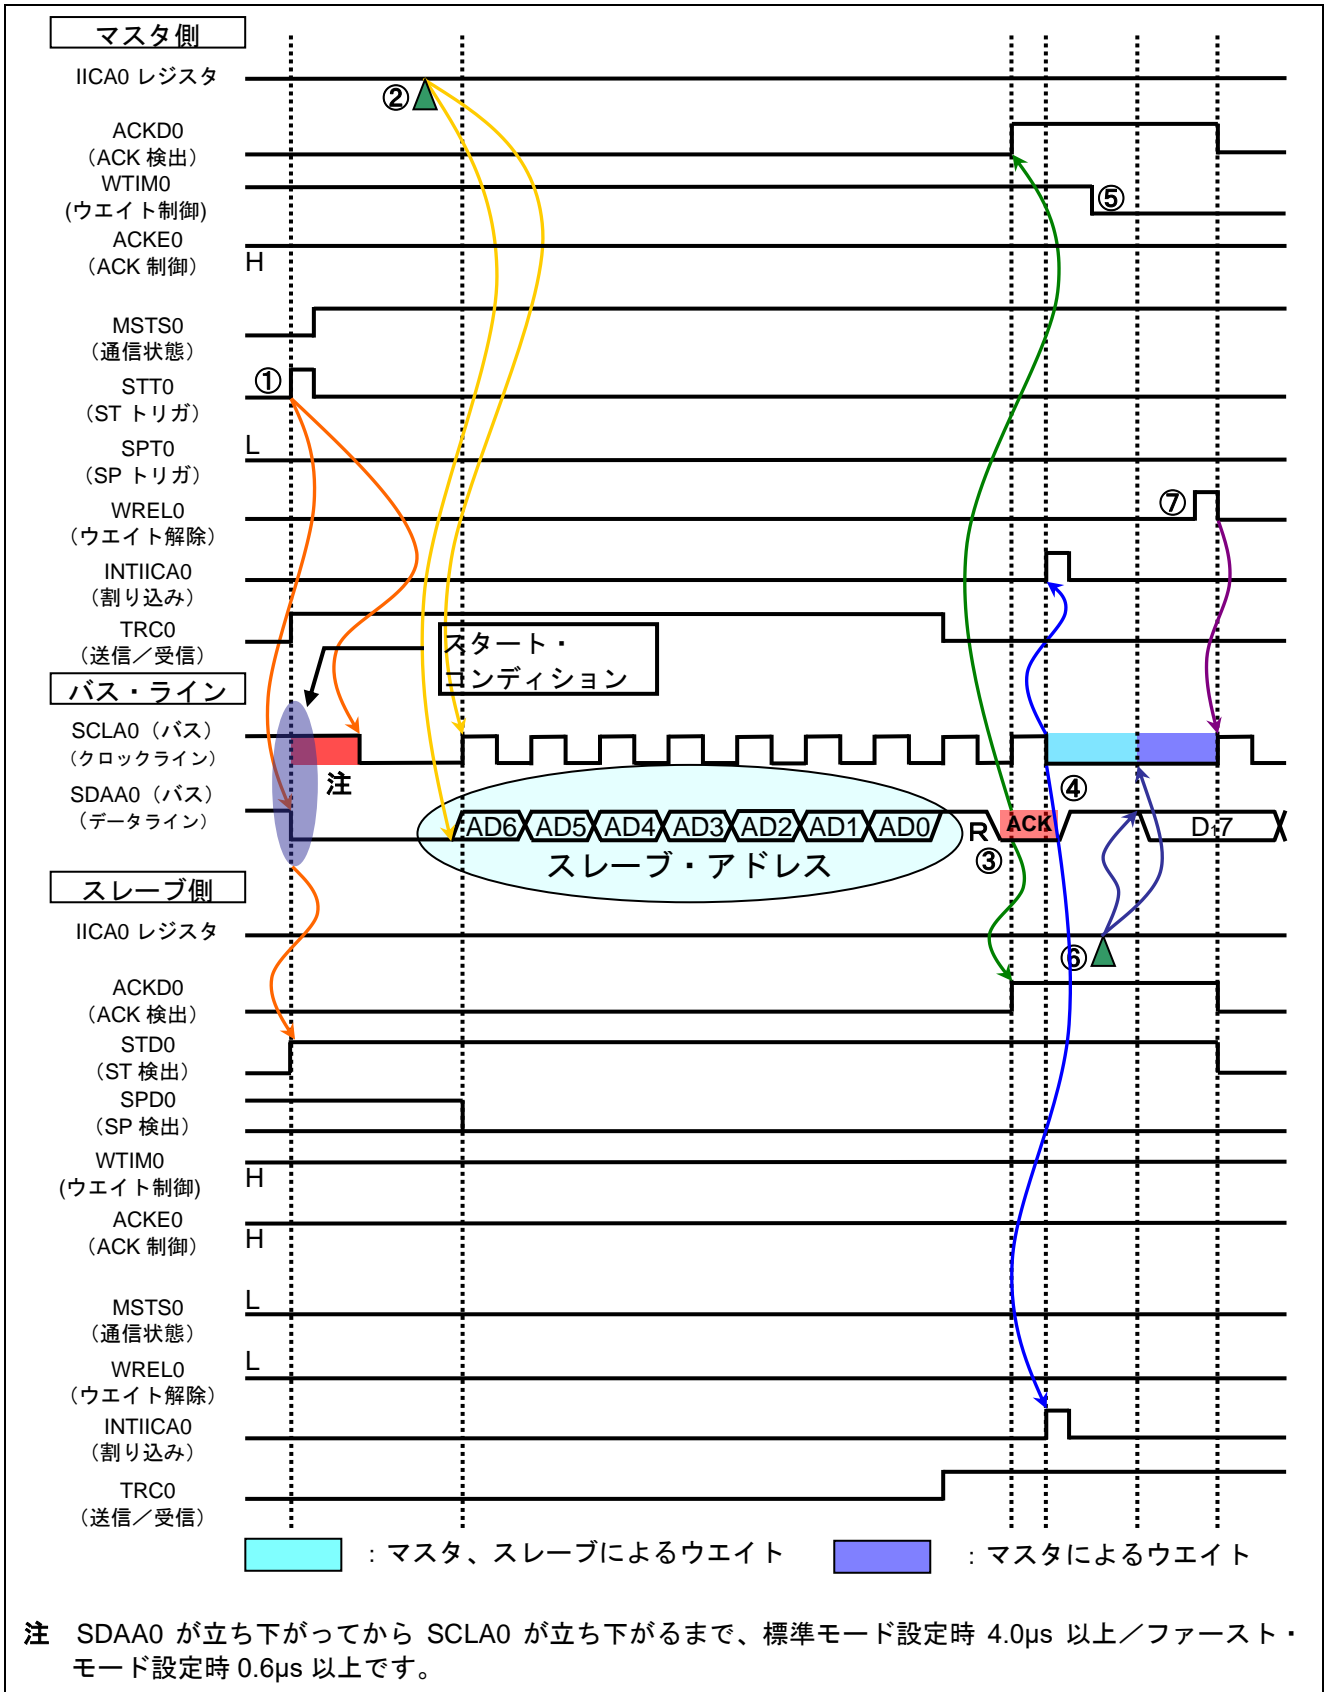 マスタ側
IICA0 レジスタ
②
ACKD0
（ACK 検出）
WTIM0
(ウエイト制御)
⑤
ACKE0
（ACK 制御）
H
MSTS0
（通信状態）
①
STT0
（ST トリガ）
SPT0
（SP トリガ）
L
WREL0
（ウエイト解除）
⑦
INTIICA0
（割り込み）
TRC0
（送信／受信）
スタート・
コンディション
バス・ライン
SCLA0（バス）
（クロックライン）
注
④
SDAA0（バス）
（データライン）
AD6 AD5 AD4 AD3 AD2 AD1 AD0 R ACK D₁7
③
スレーブ・アドレス
スレーブ側
IICA0 レジスタ
⑥
ACKD0
（ACK 検出）
STD0
（ST 検出）
SPD0
（SP 検出）
WTIM0
(ウエイト制御)
H
ACKE0
（ACK 制御）
H
MSTS0
（通信状態）
L
WREL0
（ウエイト解除）
L
INTIICA0
（割り込み）
TRC0
（送信／受信）
：マスタ、スレーブによるウエイト ：マスタによるウエイト
注 SDAA0 が立ち下がってから SCLA0 が立ち下がるまで、標準モード設定時 4.0μs 以上／ファースト・
モード設定時 0.6μs 以上です。